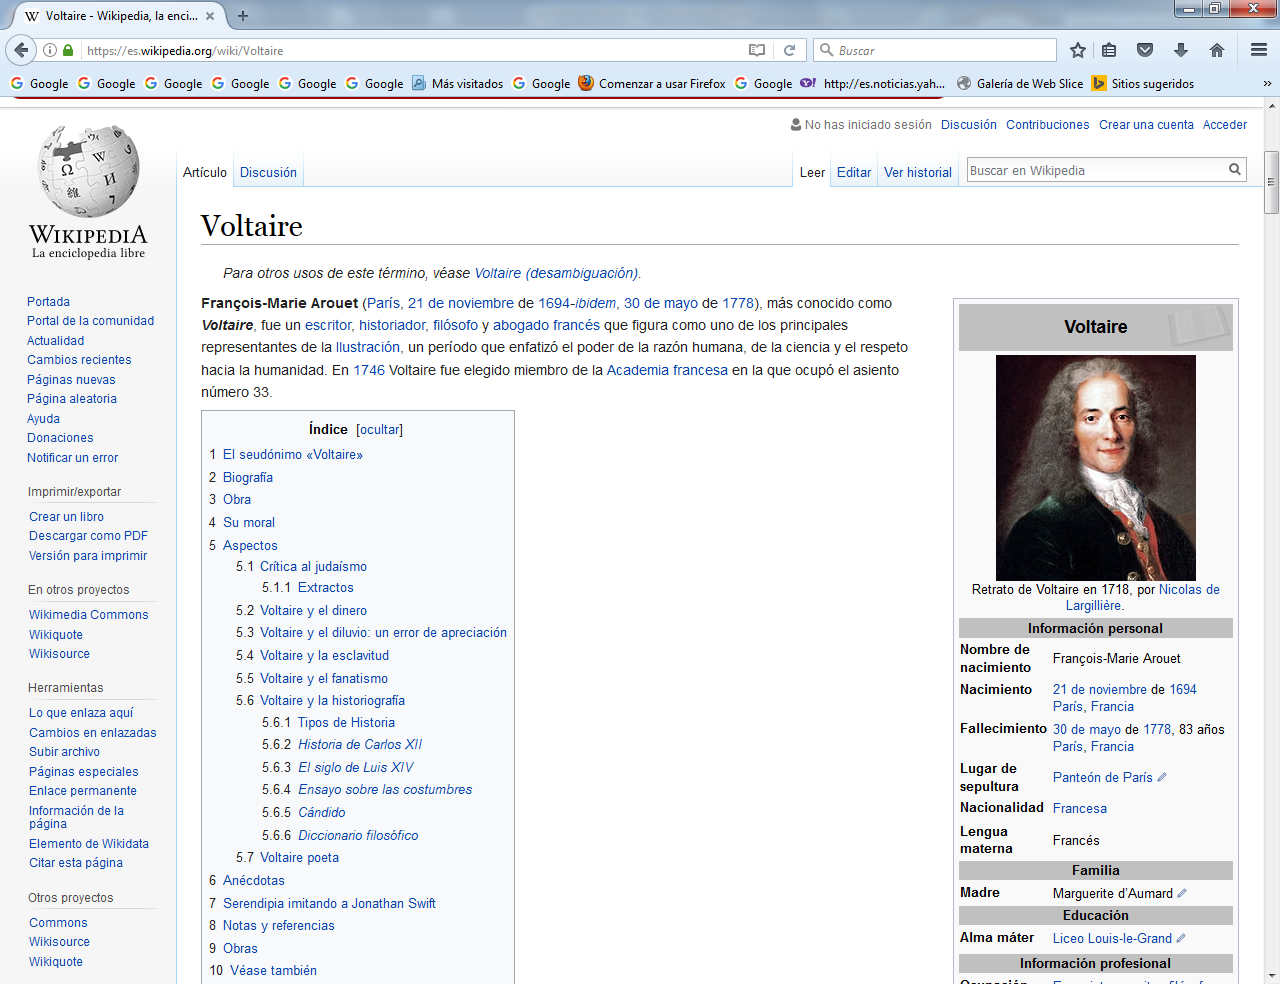 Voltaire - Wikipedia, la enci...
https://es.wikipedia.org/wiki/Voltaire
Buscar
Google
Google
Google
Google
Google
Google
Más visitados
Google
Comenzar a usar Firefox
Google
http://es.noticias.yah...
Galería de Web Slice
Sitios sugeridos
No ha iniciado sesión
Discusión
Contribuciones
Crear una cuenta
Acceder
WIKIPEDIA
La enciclopedia libre
Artículo
Discusión
Leer
Editar
Ver historial
Buscar en Wikipedia
Portada
Portal de la comunidad
Actualidad
Cambios recientes
Páginas nuevas
Página aleatoria
Ayuda
Donaciones
Notificar un error
Imprimir/exportar
Crear un libro
Descargar como PDF
Versión para imprimir
En otros proyectos
Wikimedia Commons
Wikiquote
Wikisource
Herramientas
Lo que enlaza aquí
Cambios en enlazadas
Subir archivo
Páginas especiales
Enlace permanente
Información de la
página
Elemento de Wikidata
Citar esta página
Otros proyectos
Commons
Wikisource
Wikiquote
Voltaire
Para otros usos de este término, véase Voltaire (desambiguación).
François-Marie Arouet (París, 21 de noviembre de 1694-ibidem, 30 de mayo de 1778), más conocido como
Voltaire, fue un escritor, historiador, filósofo y abogado francés que figura como uno de los principales
representantes de la Ilustración, un período que enfatizó el poder de la razón humana, de la ciencia y el respeto
hacia la humanidad. En 1746 Voltaire fue elegido miembro de la Academia francesa en la que ocupó el asiento
número 33.
Índice [ocultar]
1 El seudónimo «Voltaire»
2 Biografía
3 Obra
4 Su moral
5 Aspectos
5.1 Crítica al judaísmo
5.1.1 Extractos
5.2 Voltaire y el dinero
5.3 Voltaire y el diluvio: un error de apreciación
5.4 Voltaire y la esclavitud
5.5 Voltaire y el fanatismo
5.6 Voltaire y la historiografía
5.6.1 Tipos de Historia
5.6.2 Historia de Carlos XII
5.6.3 El siglo de Luis XIV
5.6.4 Ensayo sobre las costumbres
5.6.5 Cándido
5.6.6 Diccionario filosófico
5.7 Voltaire poeta
6 Anécdotas
7 Serendipia imitando a Jonathan Swift
8 Notas y referencias
9 Obras
10 Véase también
Voltaire
Retrato de Voltaire en 1718, por Nicolas de
Largillière.
Información personal
Nombre de
nacimiento
François-Marie Arouet
Nacimiento
21 de noviembre de 1694
París, Francia
Fallecimiento
30 de mayo de 1778, 83 años
París, Francia
Lugar de
sepultura
Panteón de París
Nacionalidad
Francesa
Lengua
materna
Francés
Familia
Madre
Marguerite d'Aumard
Educación
Alma máter
Liceo Louis-le-Grand
Información profesional